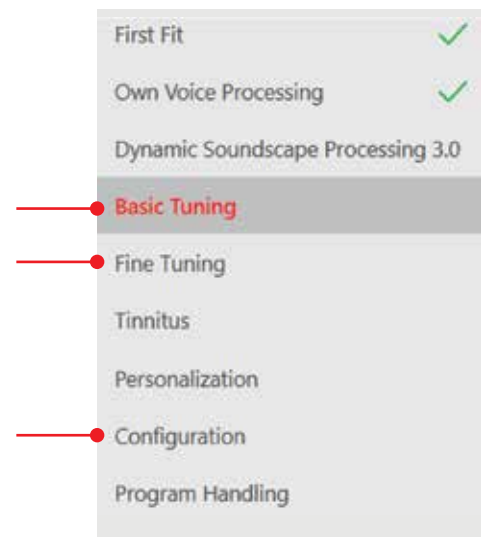 First Fit
Own Voice Processing
Dynamic Soundscape Processing 3.0
Basic Tuning
Fine Tuning
Tinnitus
Personalization
Configuration
Program Handling